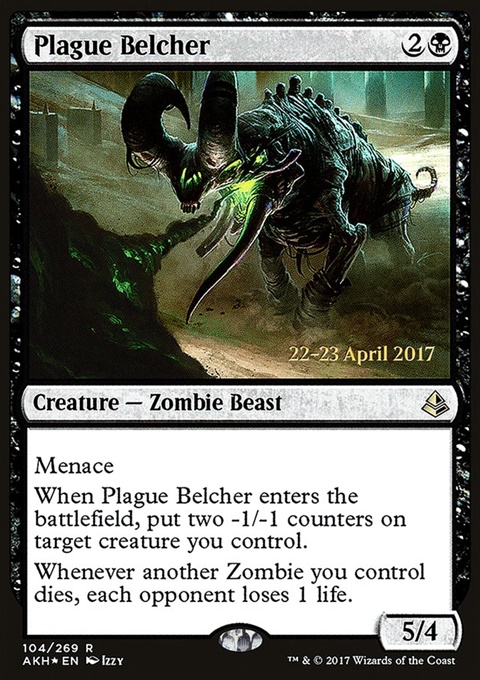 Plague Belcher 2
22-23 April 2017
Creature — Zombie Beast
Menace
When Plague Belcher enters the
battlefield, put two -1/-1 counters on
target creature you control.
Whenever another Zombie you control
dies, each opponent loses 1 life.
5/4
104/269 R
AKH★EN Izzy
™ & © 2017 Wizards of the Coast